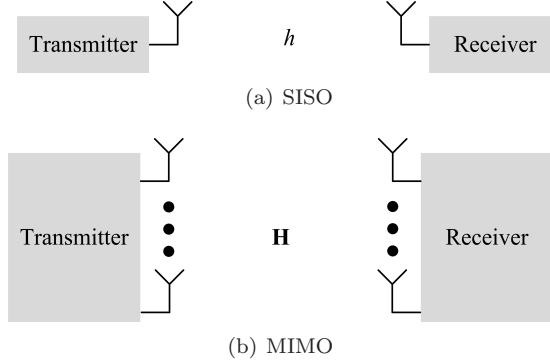 Transmitter h Receiver
(a) SISO
Transmitter H Receiver
(b) MIMO